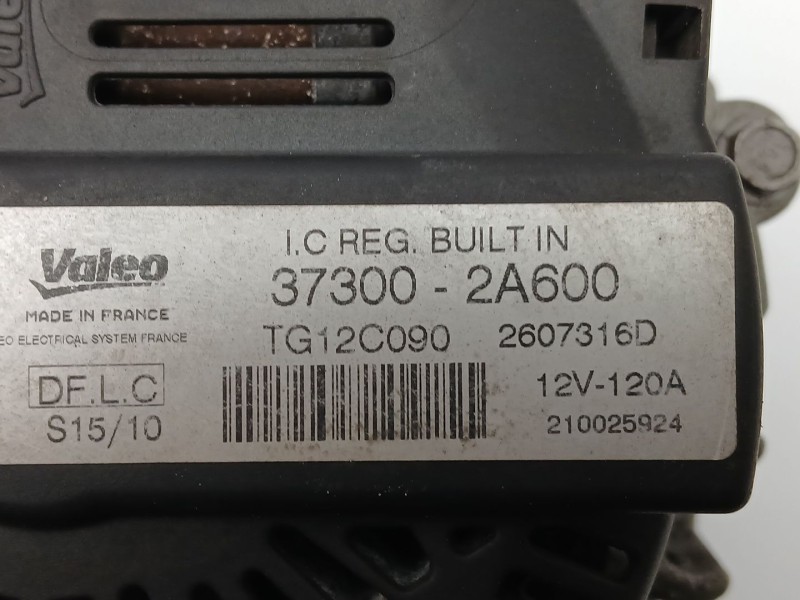 Valeo
I.C REG. BUILT IN
Valeo
37300 - 2A600
MADE IN FRANCE
TG12C090 2607316D
EO ELECTRICAL SYSTEM FRANCE
DF.L.C
12V-120A
S15/10
210025924